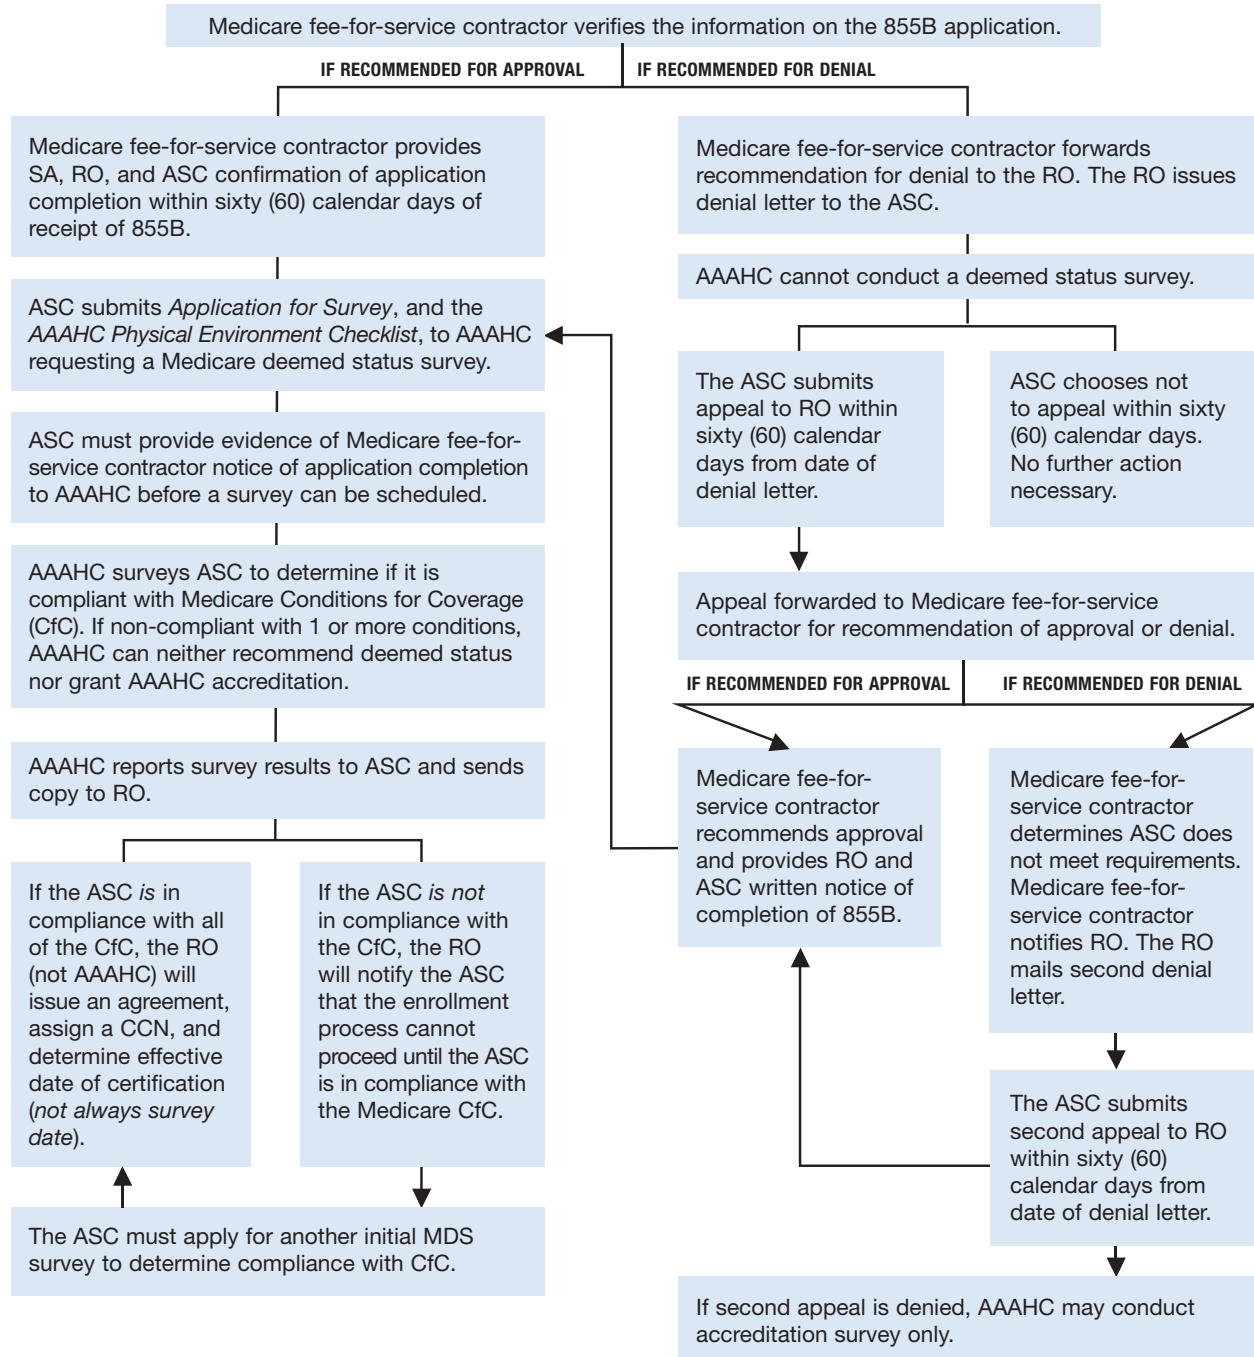 Medicare fee-for-service contractor verifies the information on the 855B application.
IF RECOMMENDED FOR APPROVAL
IF RECOMMENDED FOR DENIAL
Medicare fee-for-service contractor provides
SA, RO, and ASC confirmation of application
completion within sixty (60) calendar days of
receipt of 855B.
ASC submits Application for Survey, and the
AAAHC Physical Environment Checklist, to AAAHC
requesting a Medicare deemed status survey.
ASC must provide evidence of Medicare fee-for-
service contractor notice of application completion
to AAAHC before a survey can be scheduled.
AAAHC surveys ASC to determine if it is
compliant with Medicare Conditions for Coverage
(CfC). If non-compliant with 1 or more conditions,
AAAHC can neither recommend deemed status
nor grant AAAHC accreditation.
AAAHC reports survey results to ASC and sends
copy to RO.
If the ASC is in
compliance with all
of the CfC, the RO
(not AAAHC) will
issue an agreement,
assign a CCN, and
determine effective
date of certification
(not always survey
date).
If the ASC is not
in compliance with
the CfC, the RO
will notify the ASC
that the enrollment
process cannot
proceed until the ASC
is in compliance with
the Medicare CfC.
The ASC must apply for another initial MDS
survey to determine compliance with CfC.
Medicare fee-for-service contractor forwards
recommendation for denial to the RO. The RO issues
denial letter to the ASC.
AAAHC cannot conduct a deemed status survey.
The ASC submits
appeal to RO within
sixty (60) calendar
days from date of
denial letter.
ASC chooses not
to appeal within sixty
(60) calendar days.
No further action
necessary.
Appeal forwarded to Medicare fee-for-service
contractor for recommendation of approval or denial.
IF RECOMMENDED FOR APPROVAL
IF RECOMMENDED FOR DENIAL
Medicare fee-for-
service contractor
recommends approval
and provides RO and
ASC written notice of
completion of 855B.
Medicare fee-for-
service contractor
determines ASC does
not meet requirements.
Medicare fee-for-
service contractor
notifies RO. The RO
mails second denial
letter.
The ASC submits
second appeal to RO
within sixty (60)
calendar days from
date of denial letter.
If second appeal is denied, AAAHC may conduct
accreditation survey only.